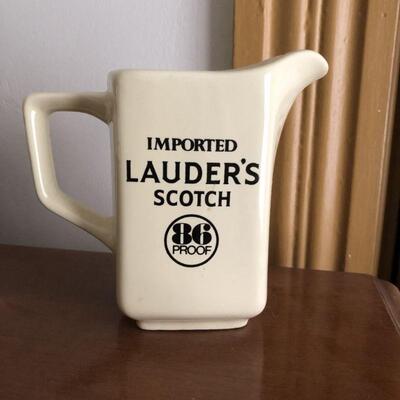 IMPORTED
LAUDER'S
SCOTCH
86
PROOF